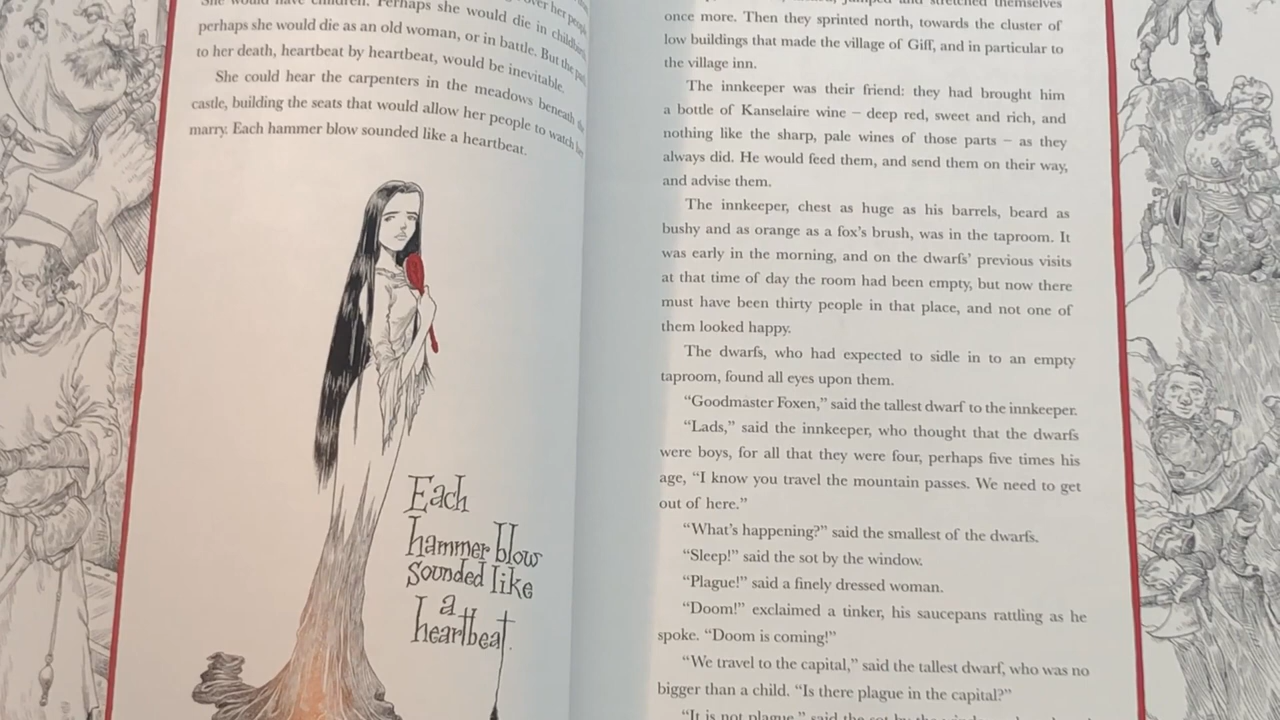 She would have children. Perhaps she would die in
perhaps she would die as an old woman, or in battle. But the
to her death, heartbeat by heartbeat, would be inevitable.
She could hear the carpenters in the meadows beneath
castle, building the seats that would allow her people to watch her
marry. Each hammer blow sounded like a heartbeat.
Each
hammer blow
sounded like
a
heartbeat.
jumped and stretched themselves
once more. Then they sprinted north, towards the cluster of
low buildings that made the village of Giff, and in particular to
the village inn.
The innkeeper was their friend: they had brought him
a bottle of Kanselaire wine – deep red, sweet and rich, and
nothing like the sharp, pale wines of those parts – as they
always did. He would feed them, and send them on their way,
and advise them.
The innkeeper, chest as huge as his barrels, beard as
bushy and as orange as a fox’s brush, was in the taproom. It
was early in the morning, and on the dwarfs’ previous visits
at that time of day the room had been empty, but now there
must have been thirty people in that place, and not one of
them looked happy.
The dwarfs, who had expected to sidle in to an empty
taproom, found all eyes upon them.
“Goodmaster Foxen,” said the tallest dwarf to the innkeeper.
“Lads,” said the innkeeper, who thought that the dwarfs
were boys, for all that they were four, perhaps five times his
age, “I know you travel the mountain passes. We need to get
out of here.”
“What’s happening?” said the smallest of the dwarfs.
“Sleep!” said the sot by the window.
“Plague!” said a finely dressed woman.
“Doom!” exclaimed a tinker, his saucepans rattling as he
spoke. “Doom is coming!”
“We travel to the capital,” said the tallest dwarf, who was no
bigger than a child. “Is there plague in the capital?”
“It is not plague,” said the sot by the window